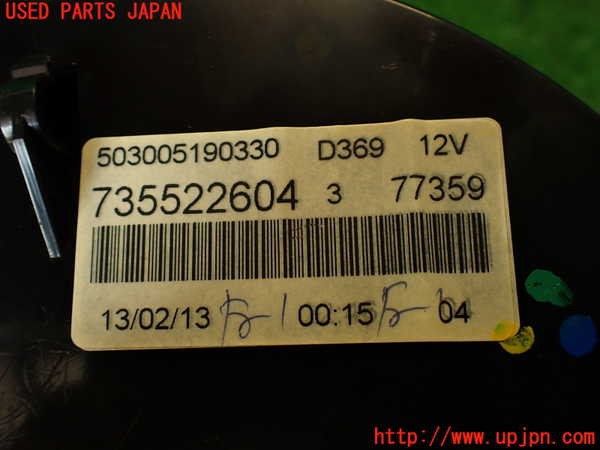 USED PARTS JAPAN
503005190330 D369 12V
735522604 3 77359
13/02/13 00:15 04
http://www.upjpn.com/